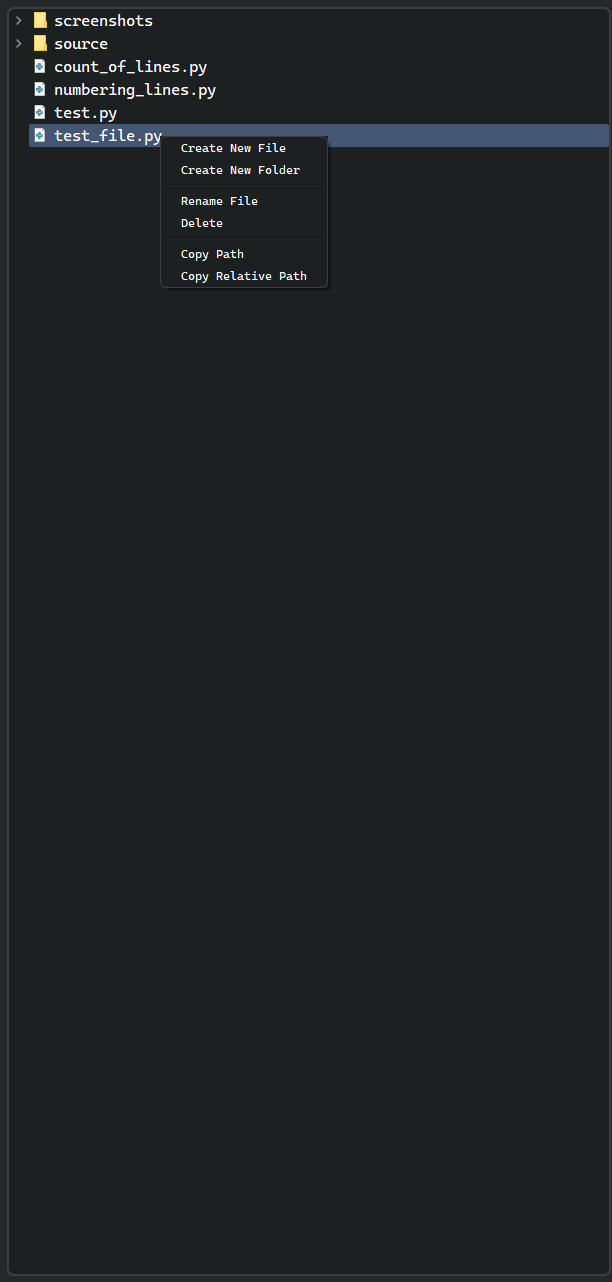 screenshots
source
count_of_lines.py
numbering_lines.py
test.py
test_file.py
Create New File
Create New Folder
Rename File
Delete
Copy Path
Copy Relative Path